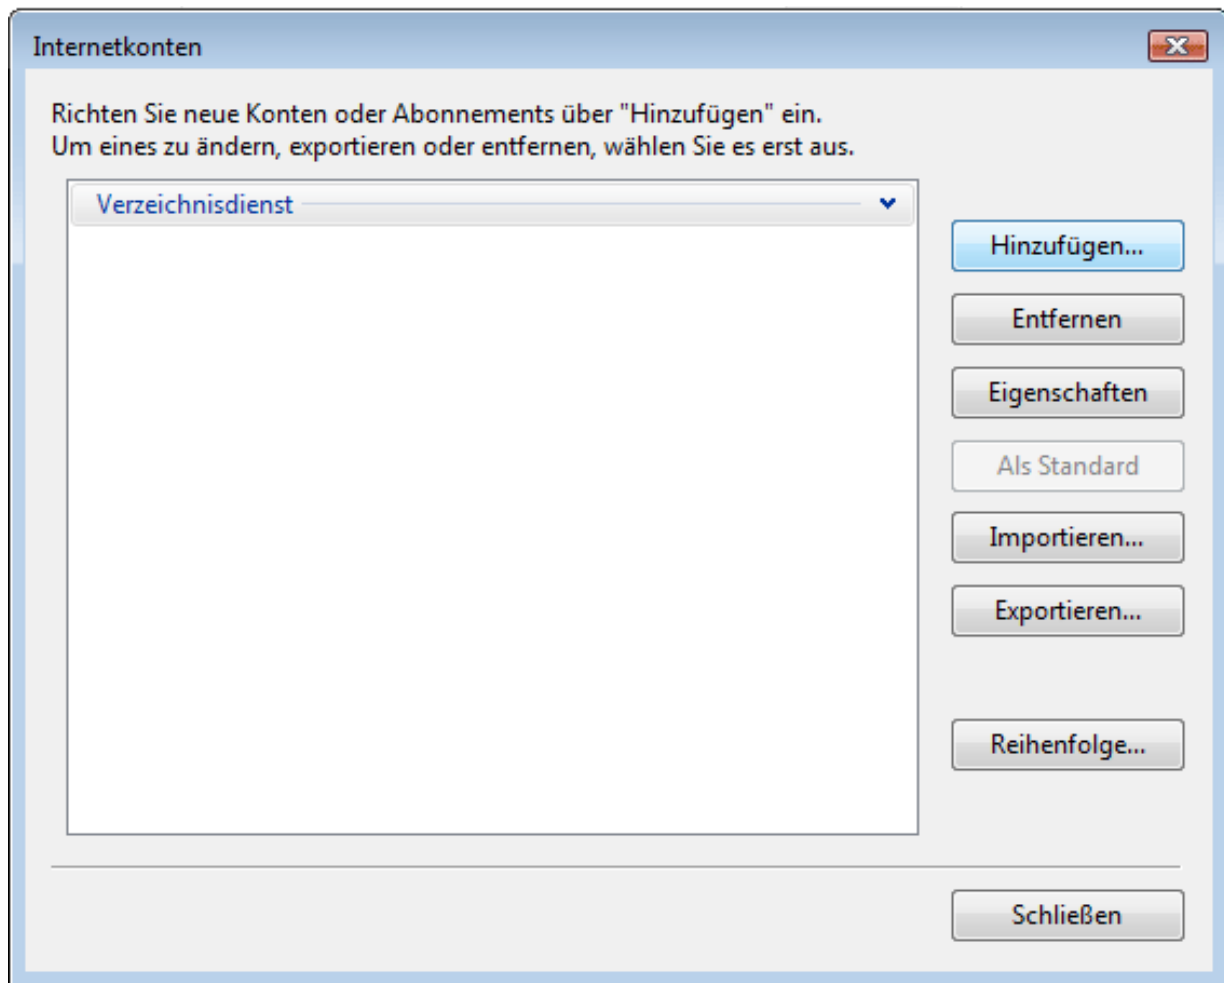 Internetkonten
Richten Sie neue Konten oder Abonnements über "Hinzufügen" ein.
Um eines zu ändern, exportieren oder entfernen, wählen Sie es erst aus.
Verzeichnisdienst
Hinzufügen...
Entfernen
Eigenschaften
Als Standard
Importieren...
Exportieren...
Reihenfolge...
Schließen